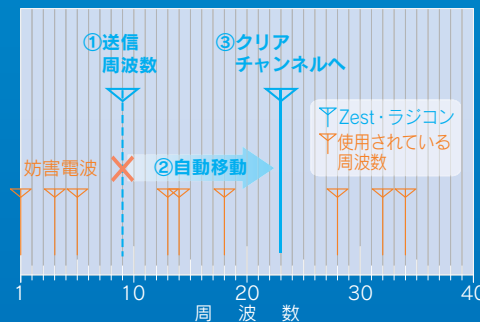 ①送信
周波数
③クリア
チャンネルへ
Zest・ラジコン
使用されている
周波数
妨害電波
②自動移動
1 10 20 30 40
周波数